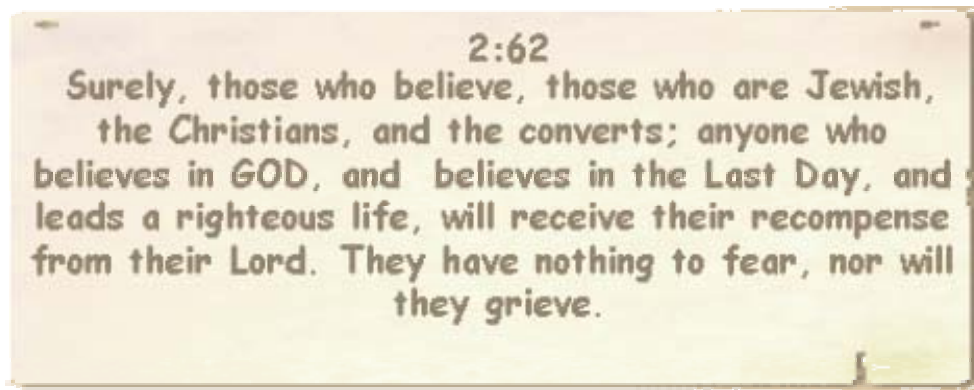 2:62
Surely, those who believe, those who are Jewish,
the Christians, and the converts; anyone who
believes in GOD, and believes in the Last Day, and
leads a righteous life, will receive their recompense
from their Lord. They have nothing to fear, nor will
they grieve.